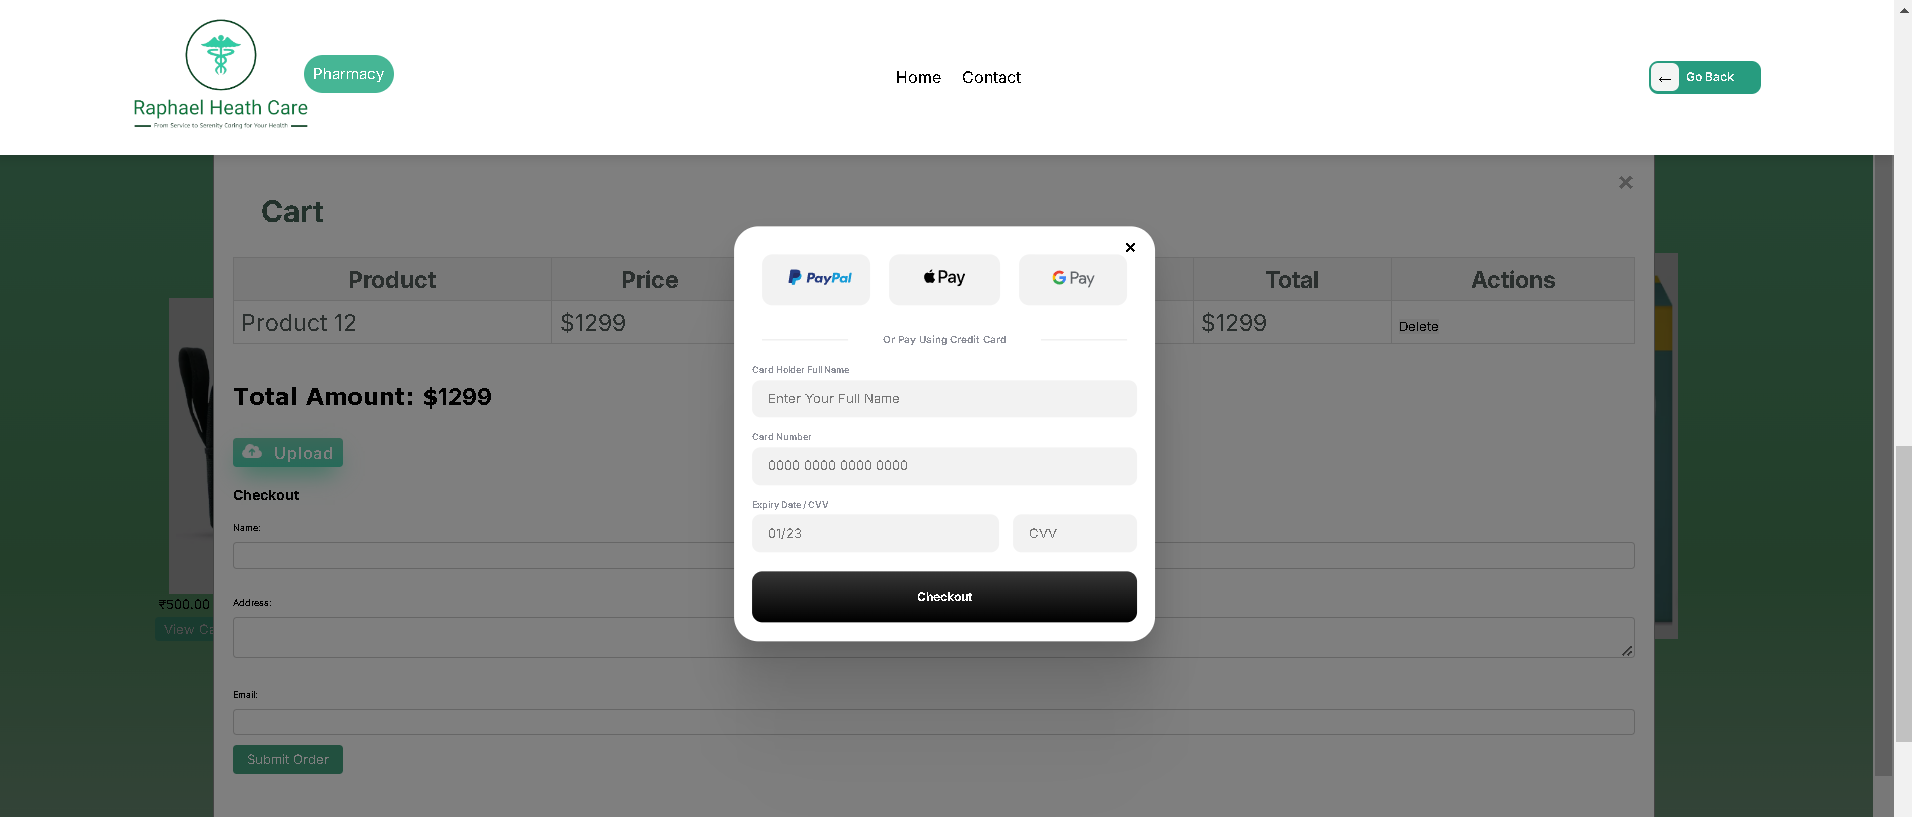 Pharmacy
Home Contact
← Go Back
Raphael Heath Care
From Service to Serenity Caring for Your Health
×
Cart
×
PayPal
Pay
G Pay
Product Price Total Actions
Product 12 $1299 $1299 Delete
Or Pay Using Credit Card
Card Holder Full Name
Enter Your Full Name
Total Amount: $1299
Card Number
0000 0000 0000 0000
Upload
Checkout
Expiry Date / CVV
01/23 CVV
Name:
Checkout
₹500.00
Address:
View Ca
Email:
Submit Order